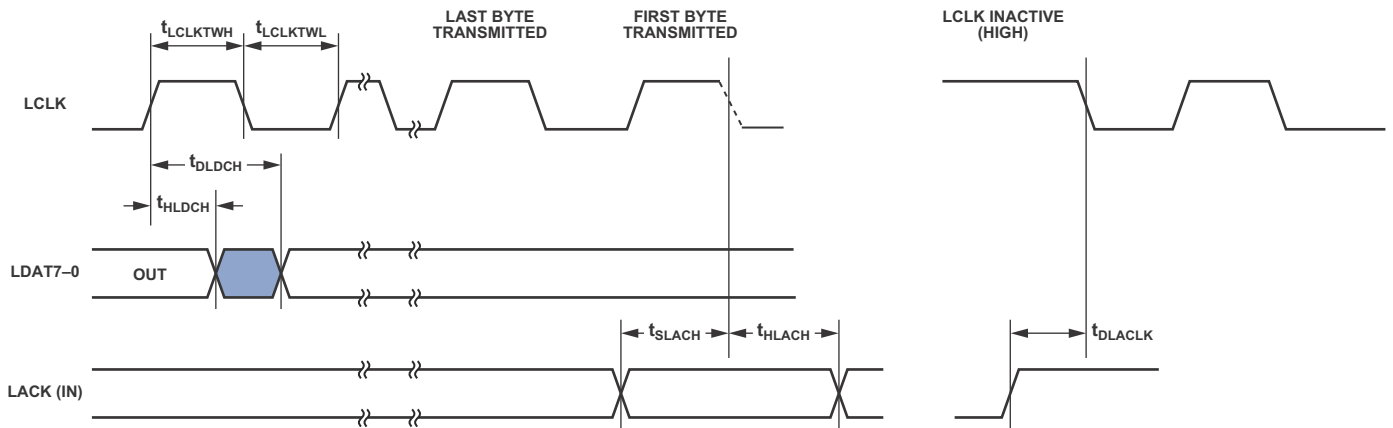 tLCLKTWH
tLCLKTWL
LAST BYTE
TRANSMITTED
FIRST BYTE
TRANSMITTED
LCLK INACTIVE
(HIGH)
LCLK
tDLDCH
tHLDCH
LDAT7–0
OUT
tSLACH
tHLACH
tDLACLK
LACK (IN)